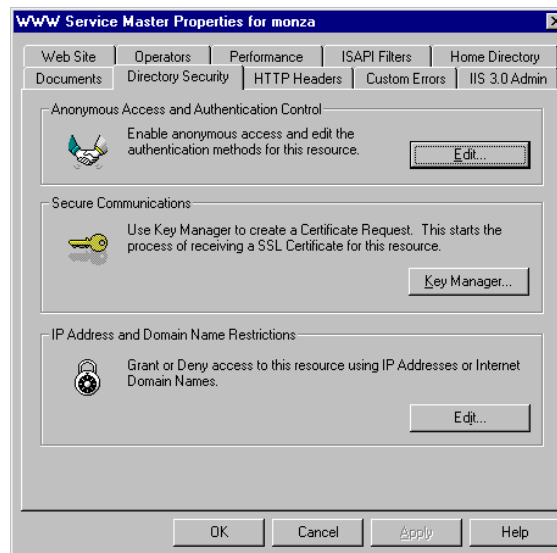 WWW Service Master Properties for monza
Web Site Operators Performance ISAPI Filters Home Directory
Documents Directory Security HTTP Headers Custom Errors IIS 3.0 Admin
Anonymous Access and Authentication Control
Enable anonymous access and edit the
authentication methods for this resource.
Edit...
Secure Communications
Use Key Manager to create a Certificate Request. This starts the
process of receiving a SSL Certificate for this resource.
Key Manager...
IP Address and Domain Name Restrictions
Grant or Deny access to this resource using IP Addresses or Internet
Domain Names.
Edit...
OK Cancel Apply Help